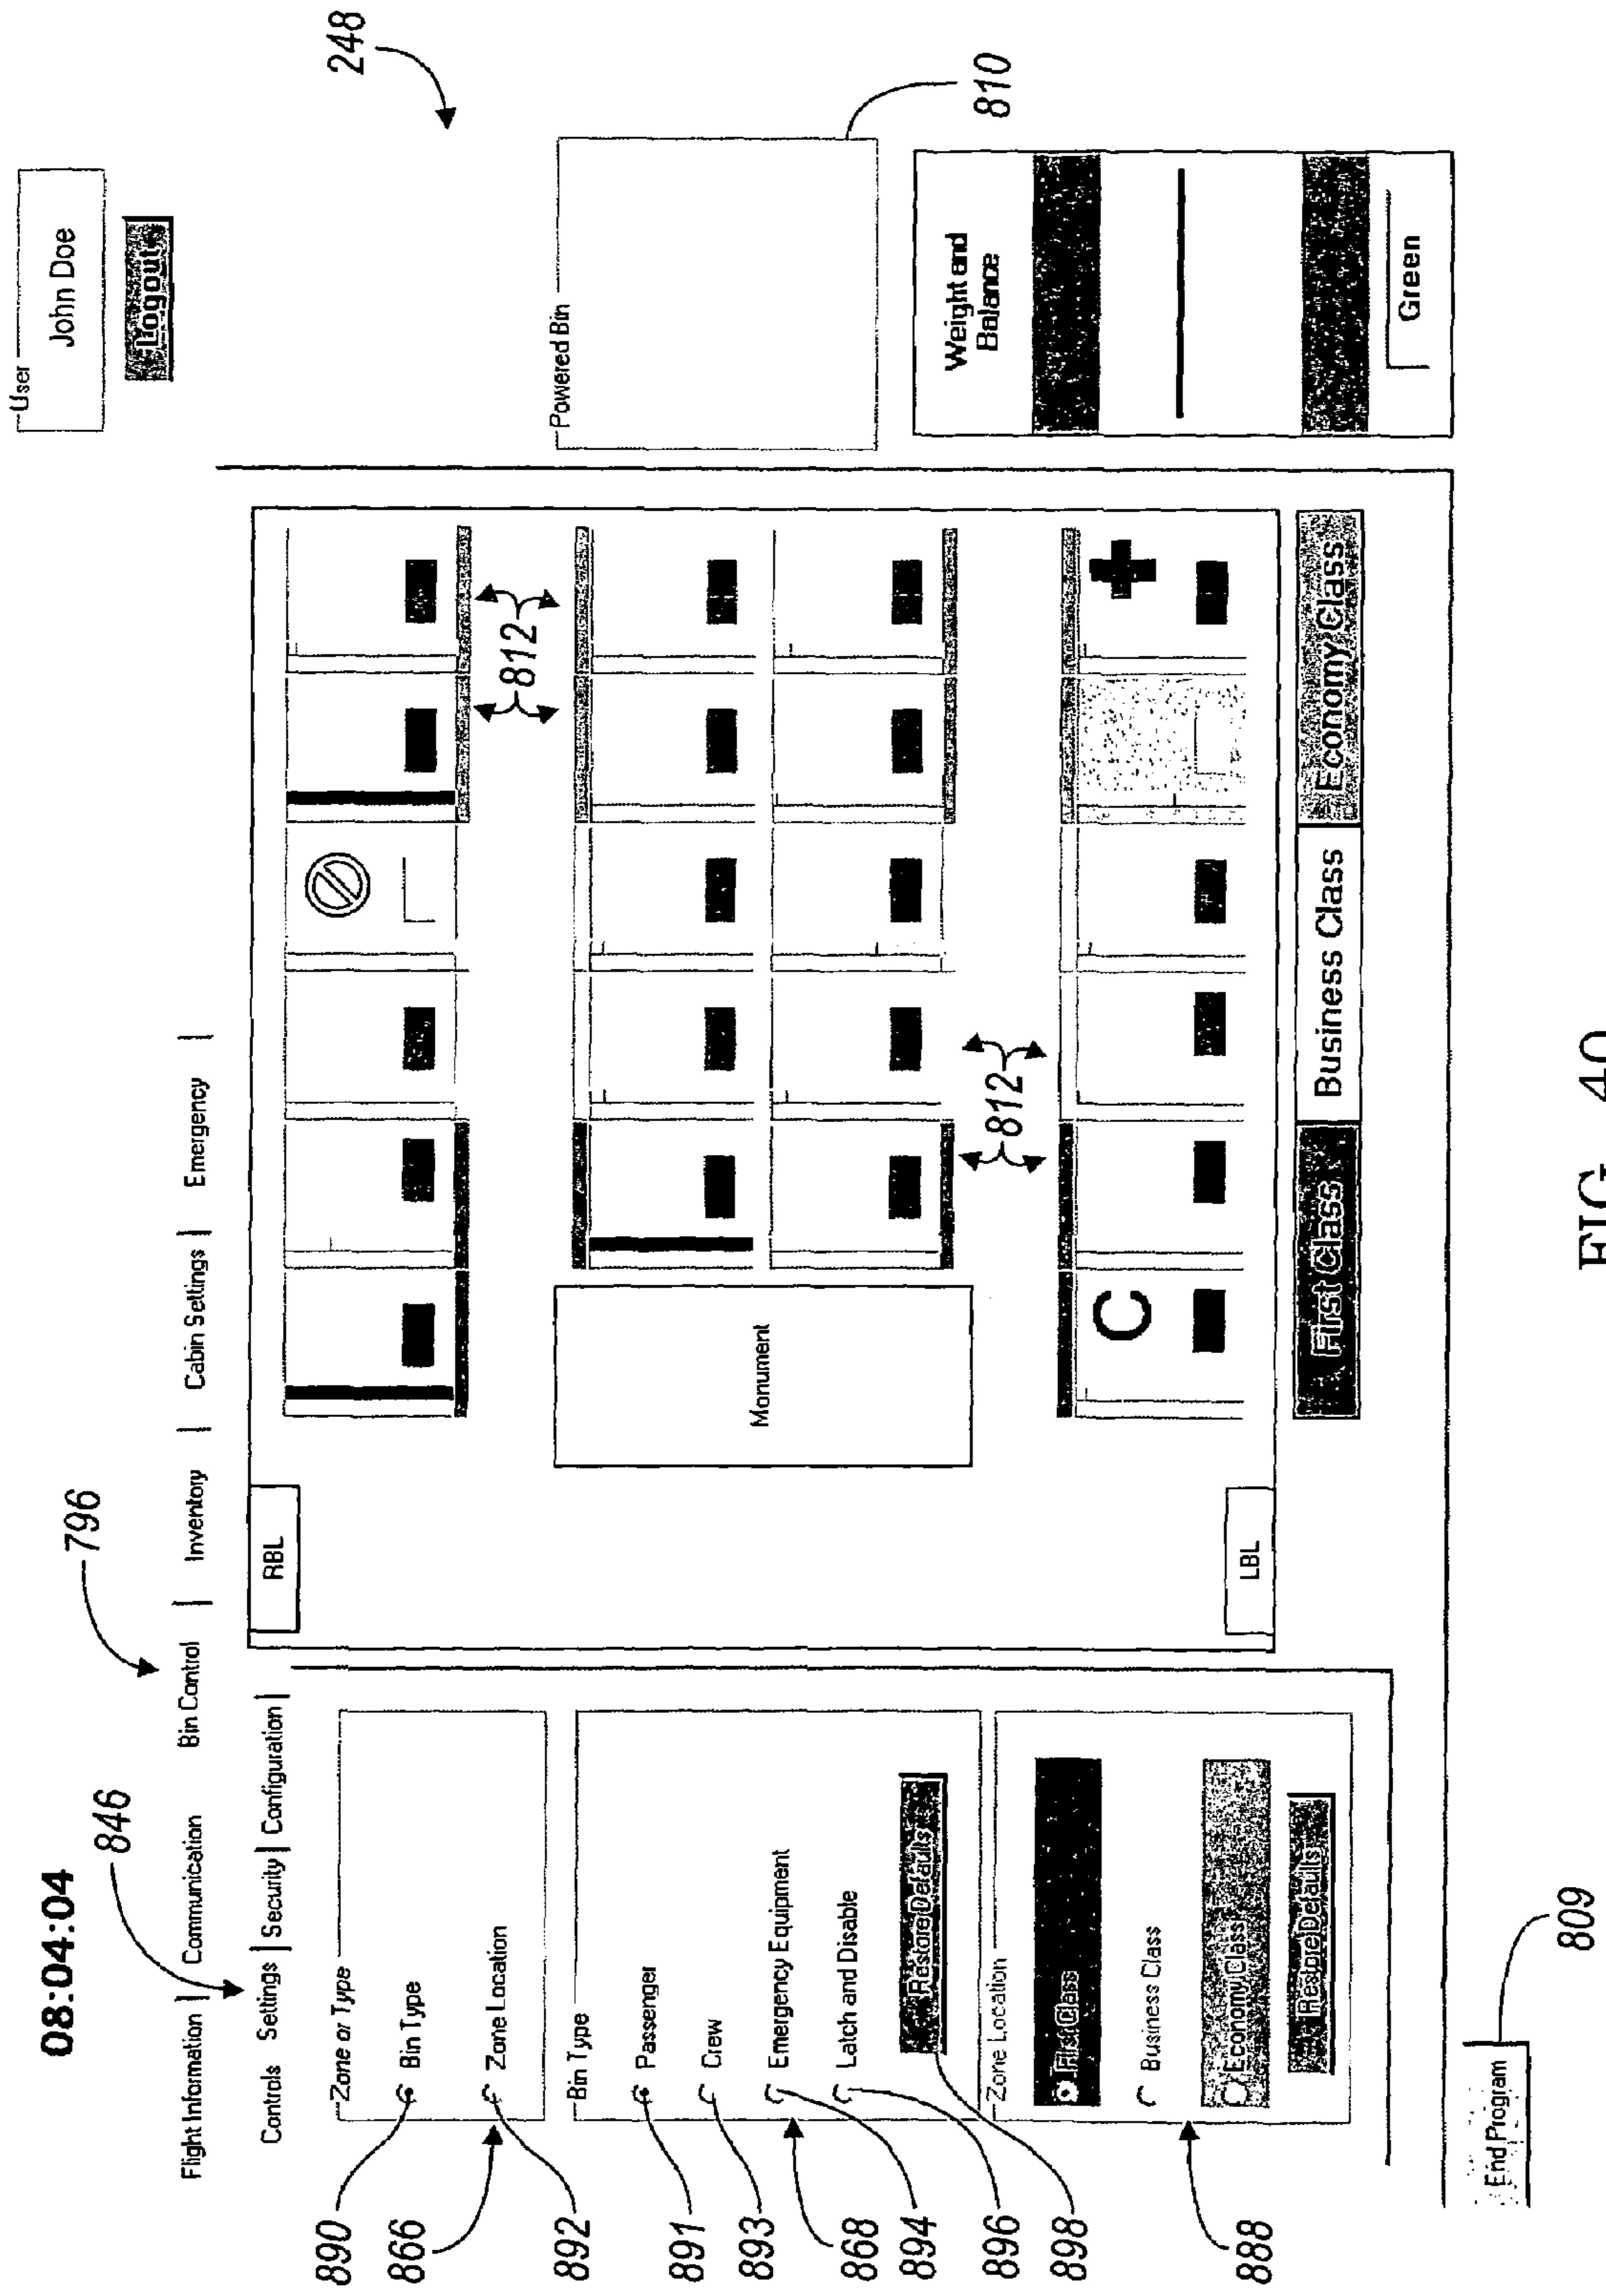 08:04:04
User
John Doe
Logout
248
796
846
Flight Information | Communication Bin Control | Inventory | Cabin Settings | Emergency |
Controls Settings | Security | Configuration |
890
866
892
891
893
868
894
896
898
888
Zone or Type
Bin Type
Zone Location
Bin Type
Passenger
Crew
Emergency Equipment
Latch and Disable
Restore Defaults
Zone Location
First Class
Business Class
Economy Class
Restore Defaults
RBL
812
Monument
812
C
LBL
First Class Business Class Economy Class
Powered Bin
810
Weight and
Balance
Green
End Program
809
FIG. 40